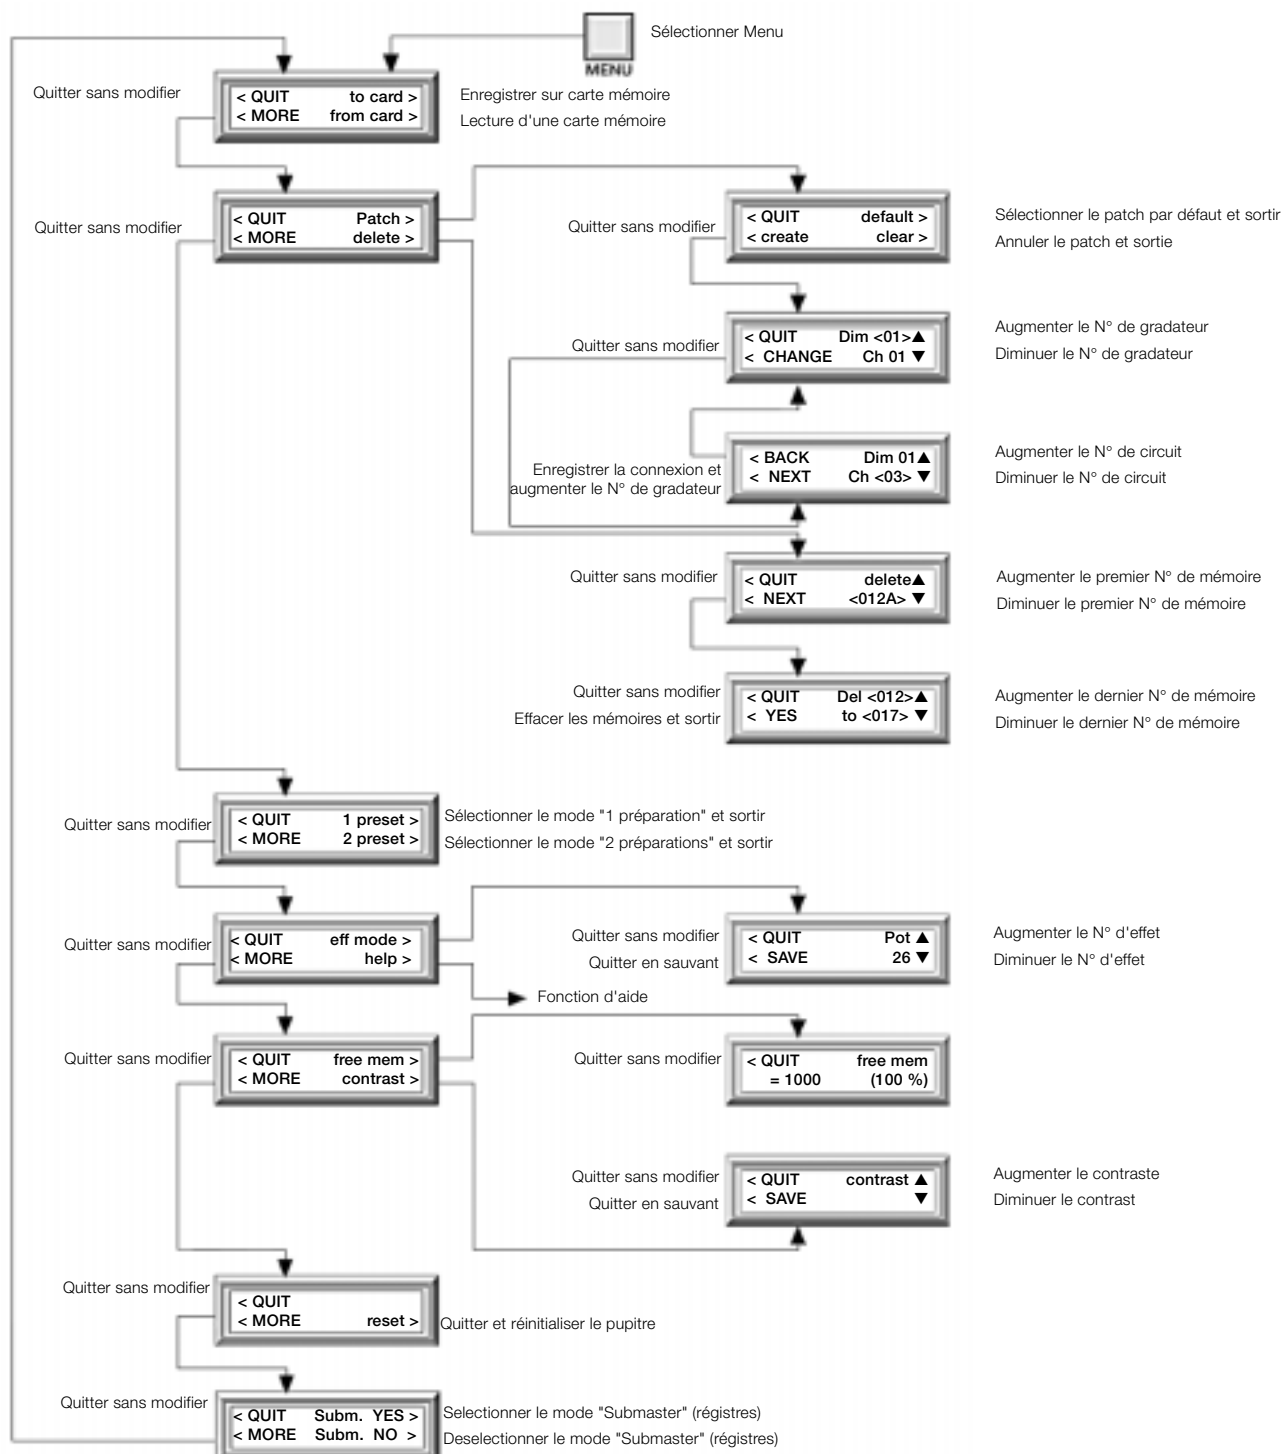 Sélectionner Menu
MENU
Quitter sans modifier
< QUIT to card >
< MORE from card >
Enregistrer sur carte mémoire
Lecture d'une carte mémoire
Quitter sans modifier
< QUIT Patch >
< MORE delete >
Quitter sans modifier
< QUIT default >
< create clear >
Sélectionner le patch par défaut et sortir
Annuler le patch et sortie
Quitter sans modifier
< QUIT Dim <01>▲
< CHANGE Ch 01 ▼
Augmenter le N° de gradateur
Diminuer le N° de gradateur
Enregistrer la connexion et
augmenter le N° de gradateur
< BACK Dim 01▲
< NEXT Ch <03> ▼
Augmenter le N° de circuit
Diminuer le N° de circuit
Quitter sans modifier
< QUIT delete▲
< NEXT <012A> ▼
Augmenter le premier N° de mémoire
Diminuer le premier N° de mémoire
Quitter sans modifier
Effacer les mémoires et sortir
< QUIT Del <012>▲
< YES to <017> ▼
Augmenter le dernier N° de mémoire
Diminuer le dernier N° de mémoire
Quitter sans modifier
< QUIT 1 preset >
< MORE 2 preset >
Sélectionner le mode "1 préparation" et sortir
Sélectionner le mode "2 préparations" et sortir
Quitter sans modifier
< QUIT eff mode >
< MORE help >
Quitter sans modifier
Quitter en sauvant
< QUIT Pot ▲
< SAVE 26 ▼
Augmenter le N° d'effet
Diminuer le N° d'effet
Fonction d'aide
Quitter sans modifier
< QUIT free mem >
< MORE contrast >
Quitter sans modifier
< QUIT free mem
= 1000 (100 %)
Quitter sans modifier
Quitter en sauvant
< QUIT contrast ▲
< SAVE ▼
Augmenter le contraste
Diminuer le contrast
Quitter sans modifier
< QUIT
< MORE reset >
Quitter et réinitialiser le pupitre
Quitter sans modifier
< QUIT Subm. YES >
< MORE Subm. NO >
Selectionner le mode "Submaster" (régistres)
Deselectionner le mode "Submaster" (régistres)